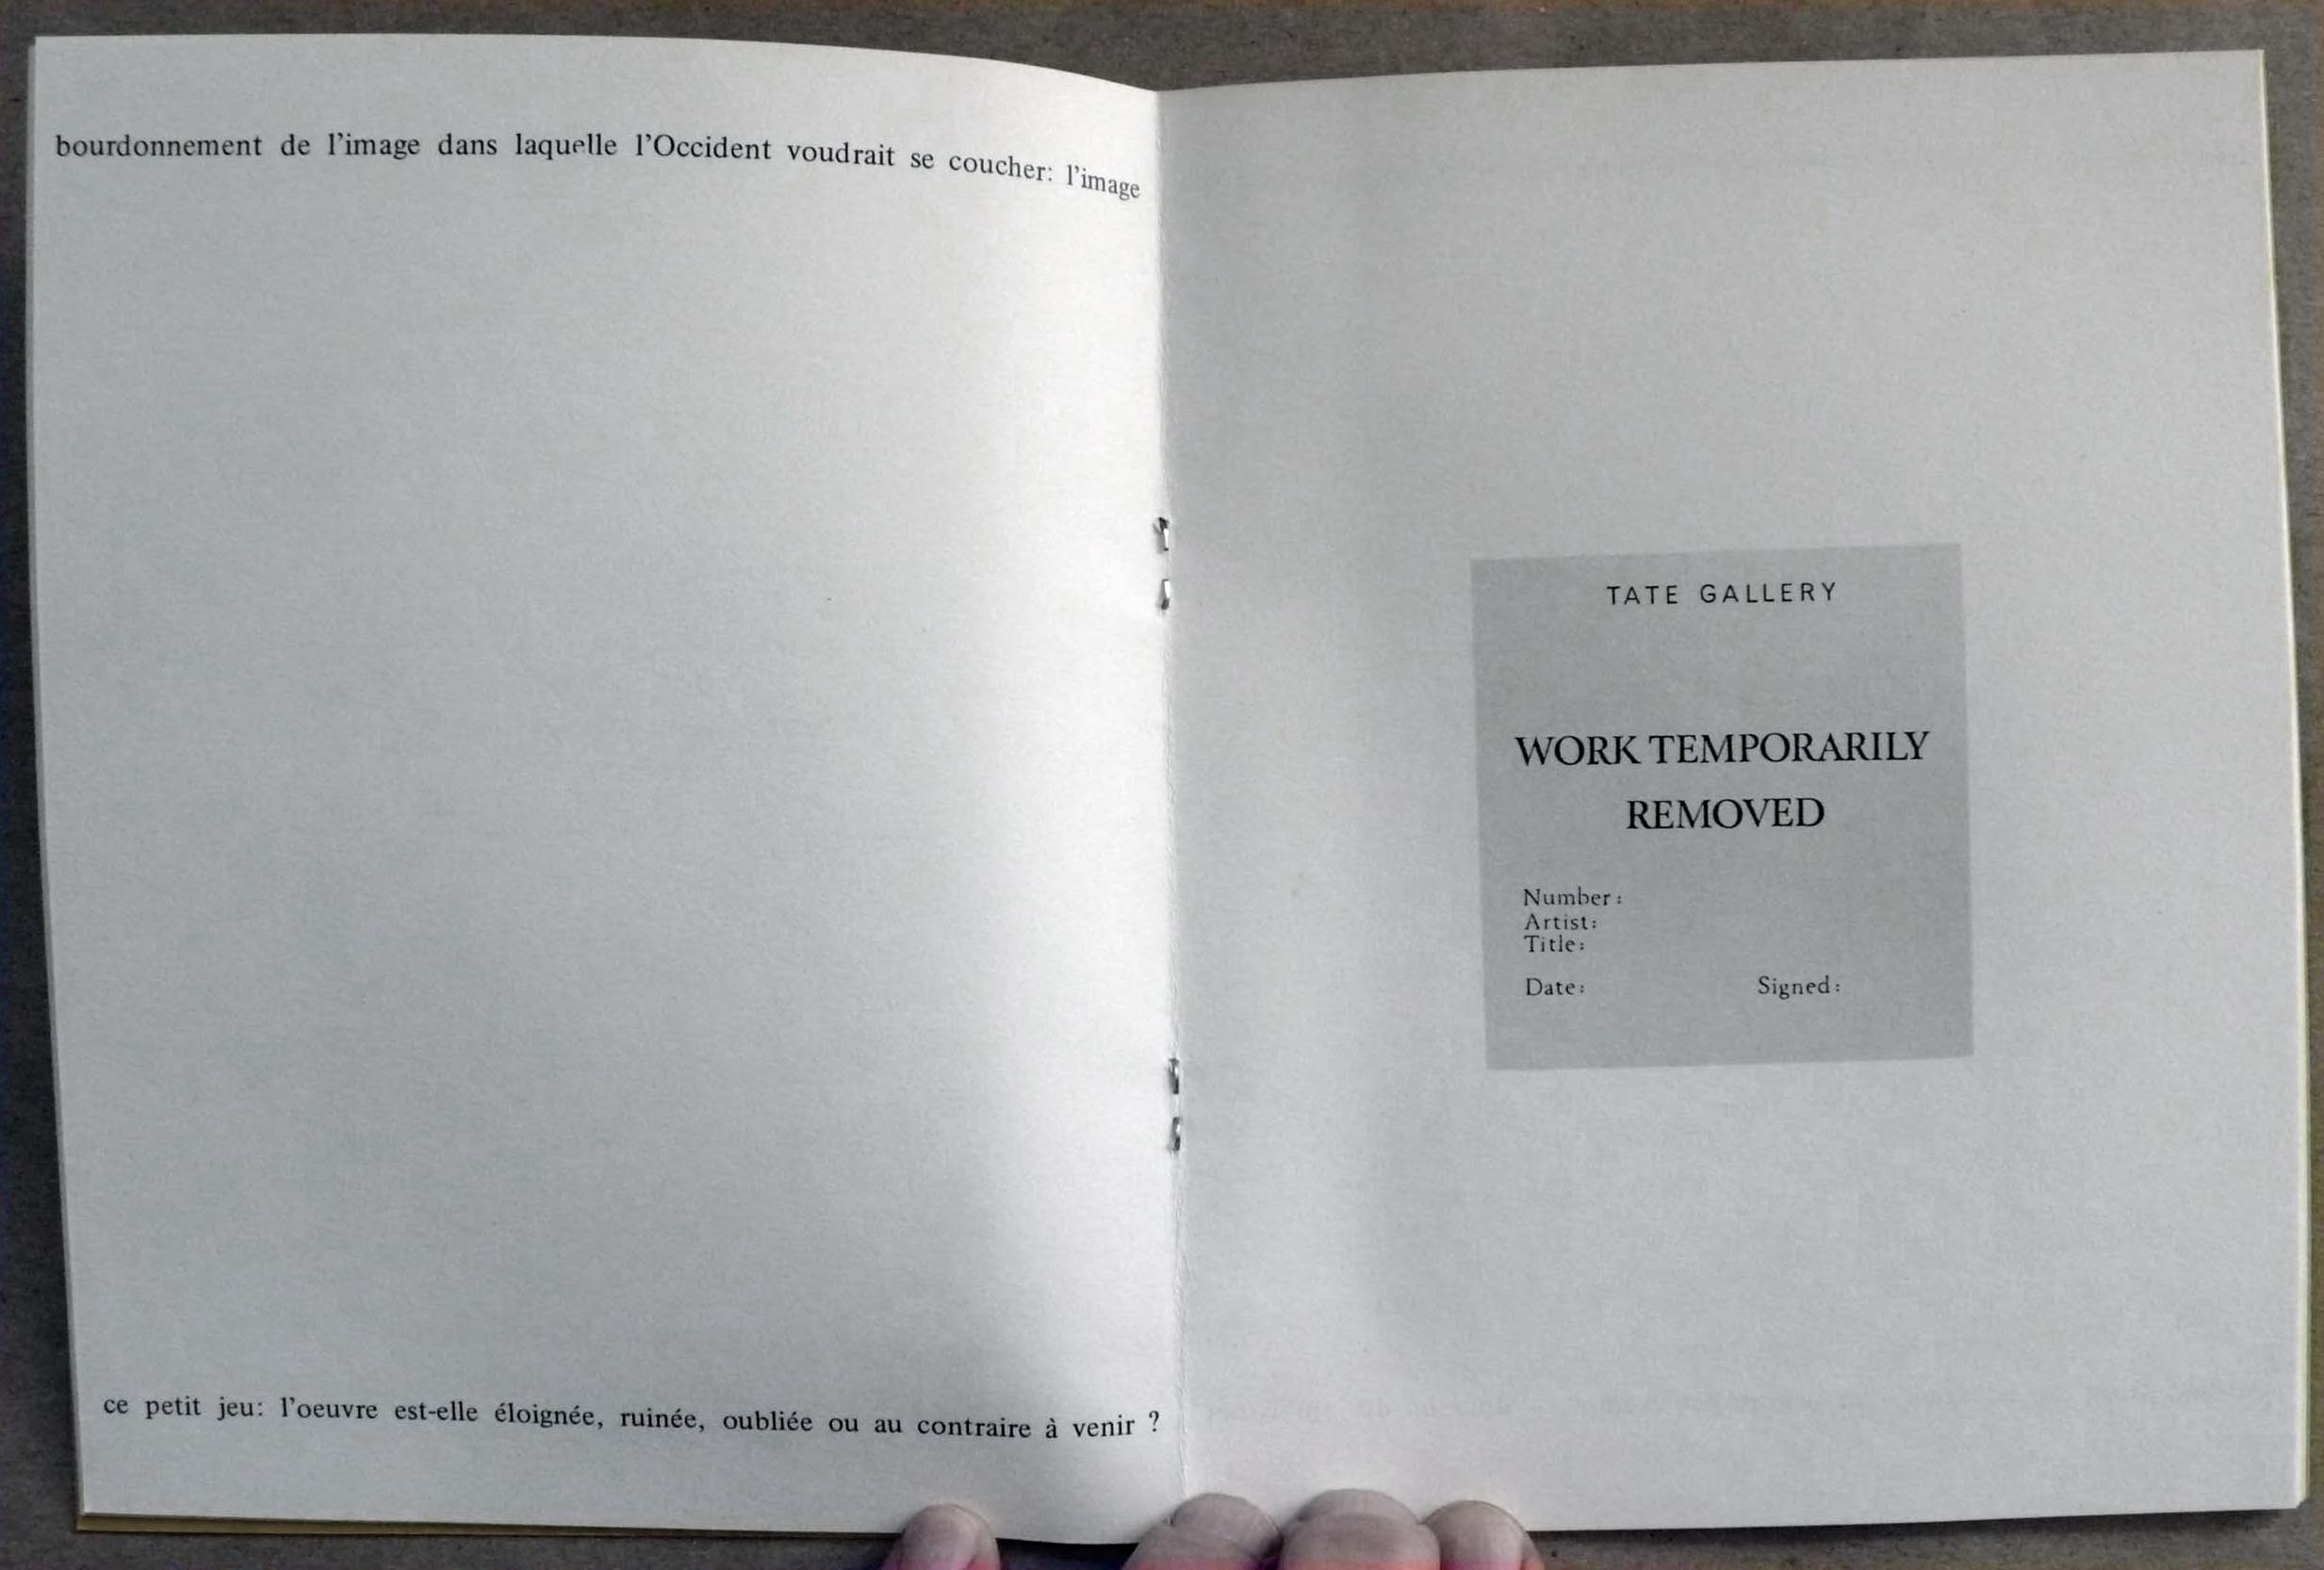 bourdonnement de l'image dans laquelle l'Occident voudrait se coucher: l'image
ce petit jeu: l'oeuvre est-elle éloignée, ruinée, oubliée ou au contraire à venir ?
TATE GALLERY
WORK TEMPORARILY
REMOVED
Number:
Artist:
Title:
Date: Signed: